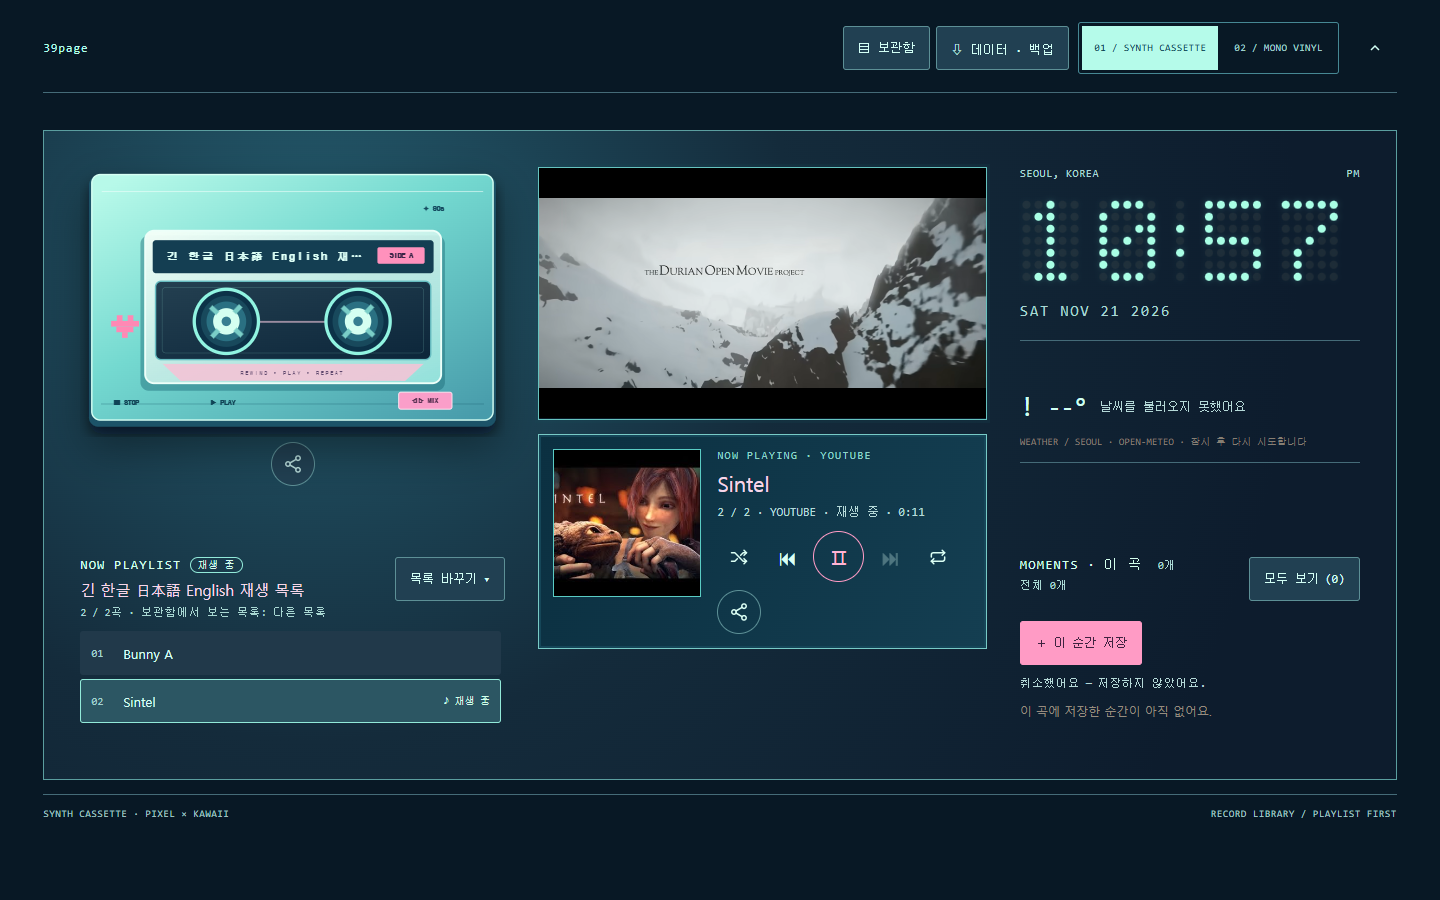 39page
보관함
데이터 · 백업
01 / SYNTH CASSETTE
02 / MONO VINYL
+ 80s
긴 한글 日本語 English 재…
SIDE A
REWIND • PLAY • REPEAT
STOP
PLAY
MIX
NOW PLAYLIST 재생 중
긴 한글 日本語 English 재생 목록
2 / 2곡 · 보관함에서 보는 목록: 다른 목록
목록 바꾸기 ▾
01 Bunny A
02 Sintel ♪ 재생 중
THE DURIAN OPEN MOVIE PROJECT
SINTEL
NOW PLAYING · YOUTUBE
Sintel
2 / 2 · YOUTUBE · 재생 중 · 0:11
SEOUL, KOREA PM
10:57
SAT NOV 21 2026
! --° 날씨를 불러오지 못했어요
WEATHER / SEOUL · OPEN-METEO · 잠시 후 다시 시도합니다
MOMENTS · 이 곡 0개
전체 0개
모두 보기 (0)
+ 이 순간 저장
취소했어요 — 저장하지 않았어요.
이 곡에 저장한 순간이 아직 없어요.
SYNTH CASSETTE · PIXEL × KAWAII
RECORD LIBRARY / PLAYLIST FIRST